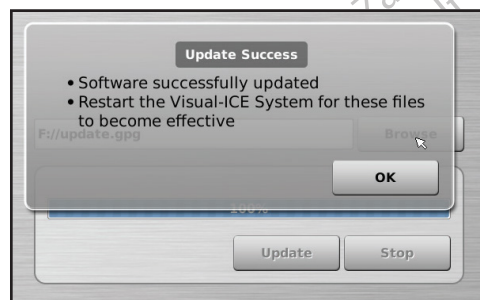 Update Success
• Software successfully updated
• Restart the Visual-ICE System for these files
to become effective
F://update.gpg
Browse
OK
100%
Update
Stop